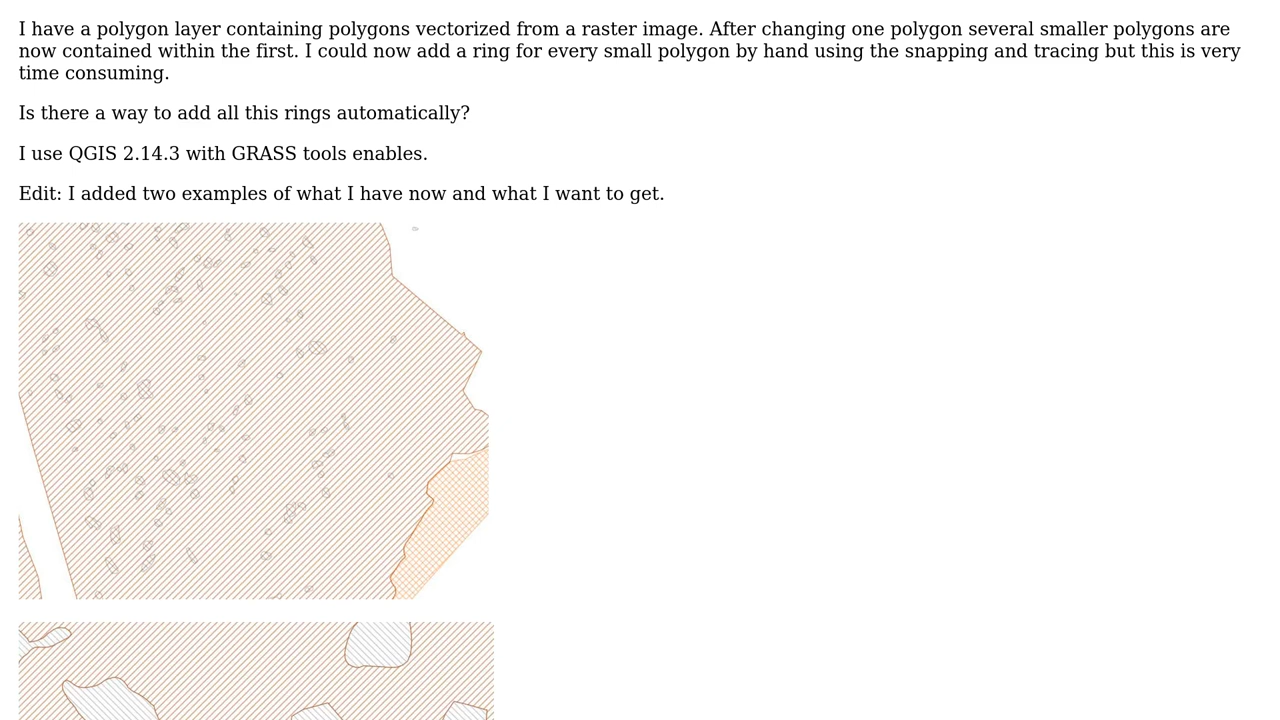 I have a polygon layer containing polygons vectorized from a raster image. After changing one polygon several smaller polygons are
now contained within the first. I could now add a ring for every small polygon by hand using the snapping and tracing but this is very
time consuming.
Is there a way to add all this rings automatically?
I use QGIS 2.14.3 with GRASS tools enables.
Edit: I added two examples of what I have now and what I want to get.